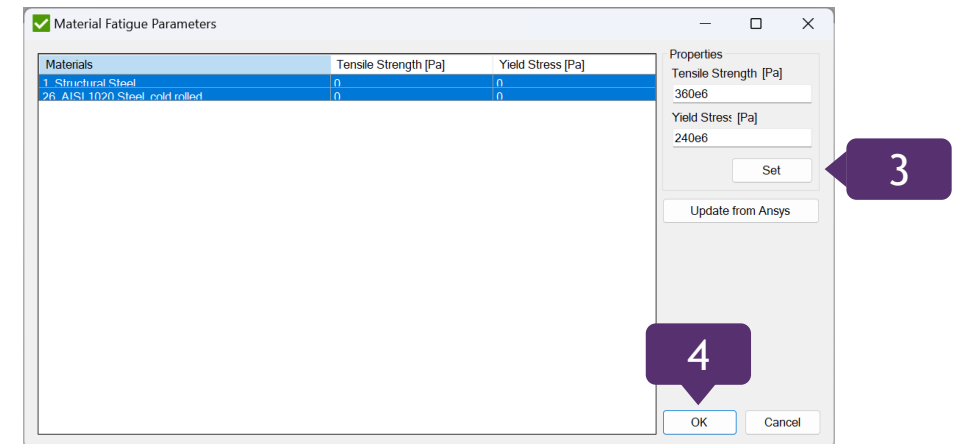 Material Fatigue Parameters
Materials Tensile Strength [Pa] Yield Stress [Pa]
1 Structural Steel 0 0
26 AISI 1020 Steel cold rolled 0 0
Properties
Tensile Strength [Pa]
360e6
Yield Stress [Pa]
240e6
Set
3
Update from Ansys
4
OK Cancel